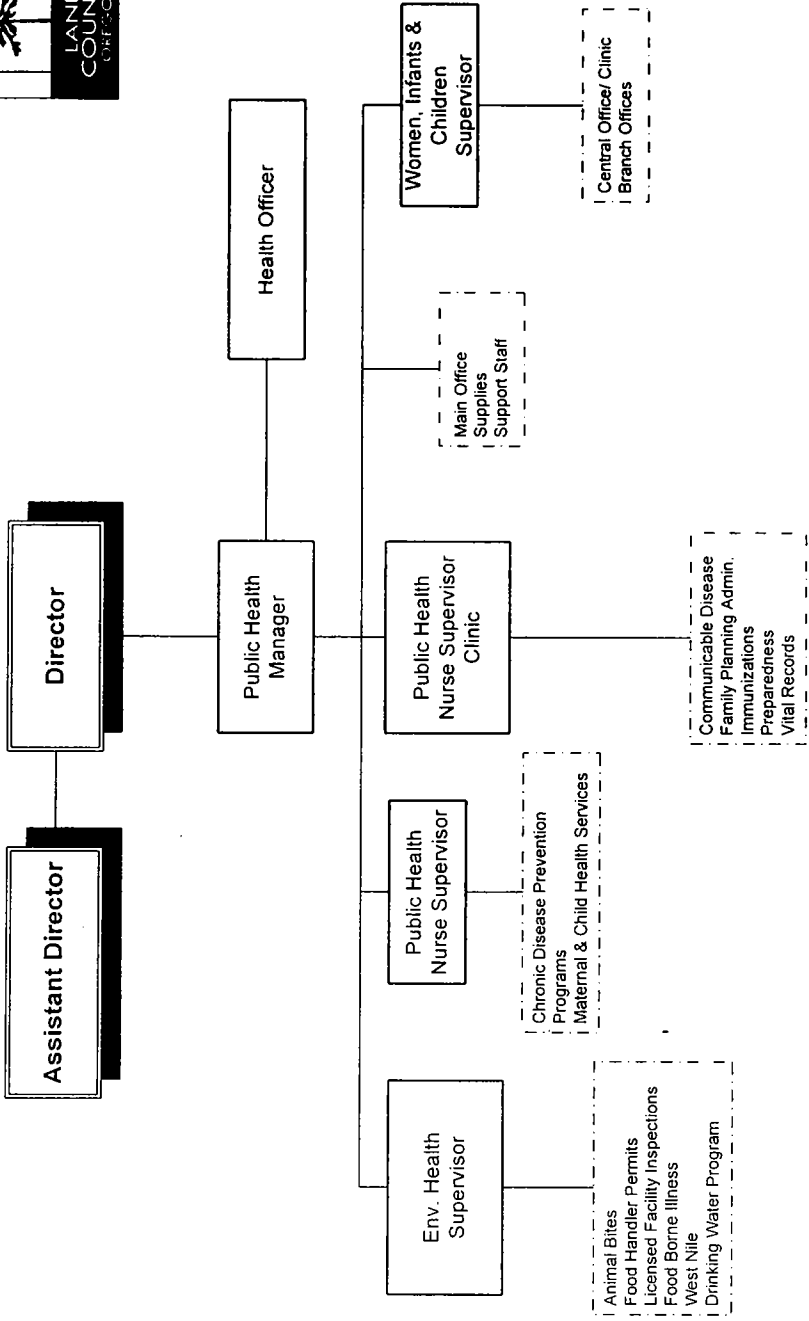 LANE
COUNTY
OREGON
Assistant Director
Director
Public Health
Manager
Health Officer
Env. Health
Supervisor
Public Health
Nurse Supervisor
Public Health
Nurse Supervisor
Clinic
Women, Infants &
Children
Supervisor
Animal Bites
Food Handler Permits
Licensed Facility Inspections
Food Borne Illness
West Nile
Drinking Water Program
Chronic Disease Prevention
Programs
Maternal & Child Health Services
Communicable Disease
Family Planning Admin.
Immunizations
Preparedness
Vital Records
Main Office
Supplies
Support Staff
Central Office/ Clinic
Branch Offices